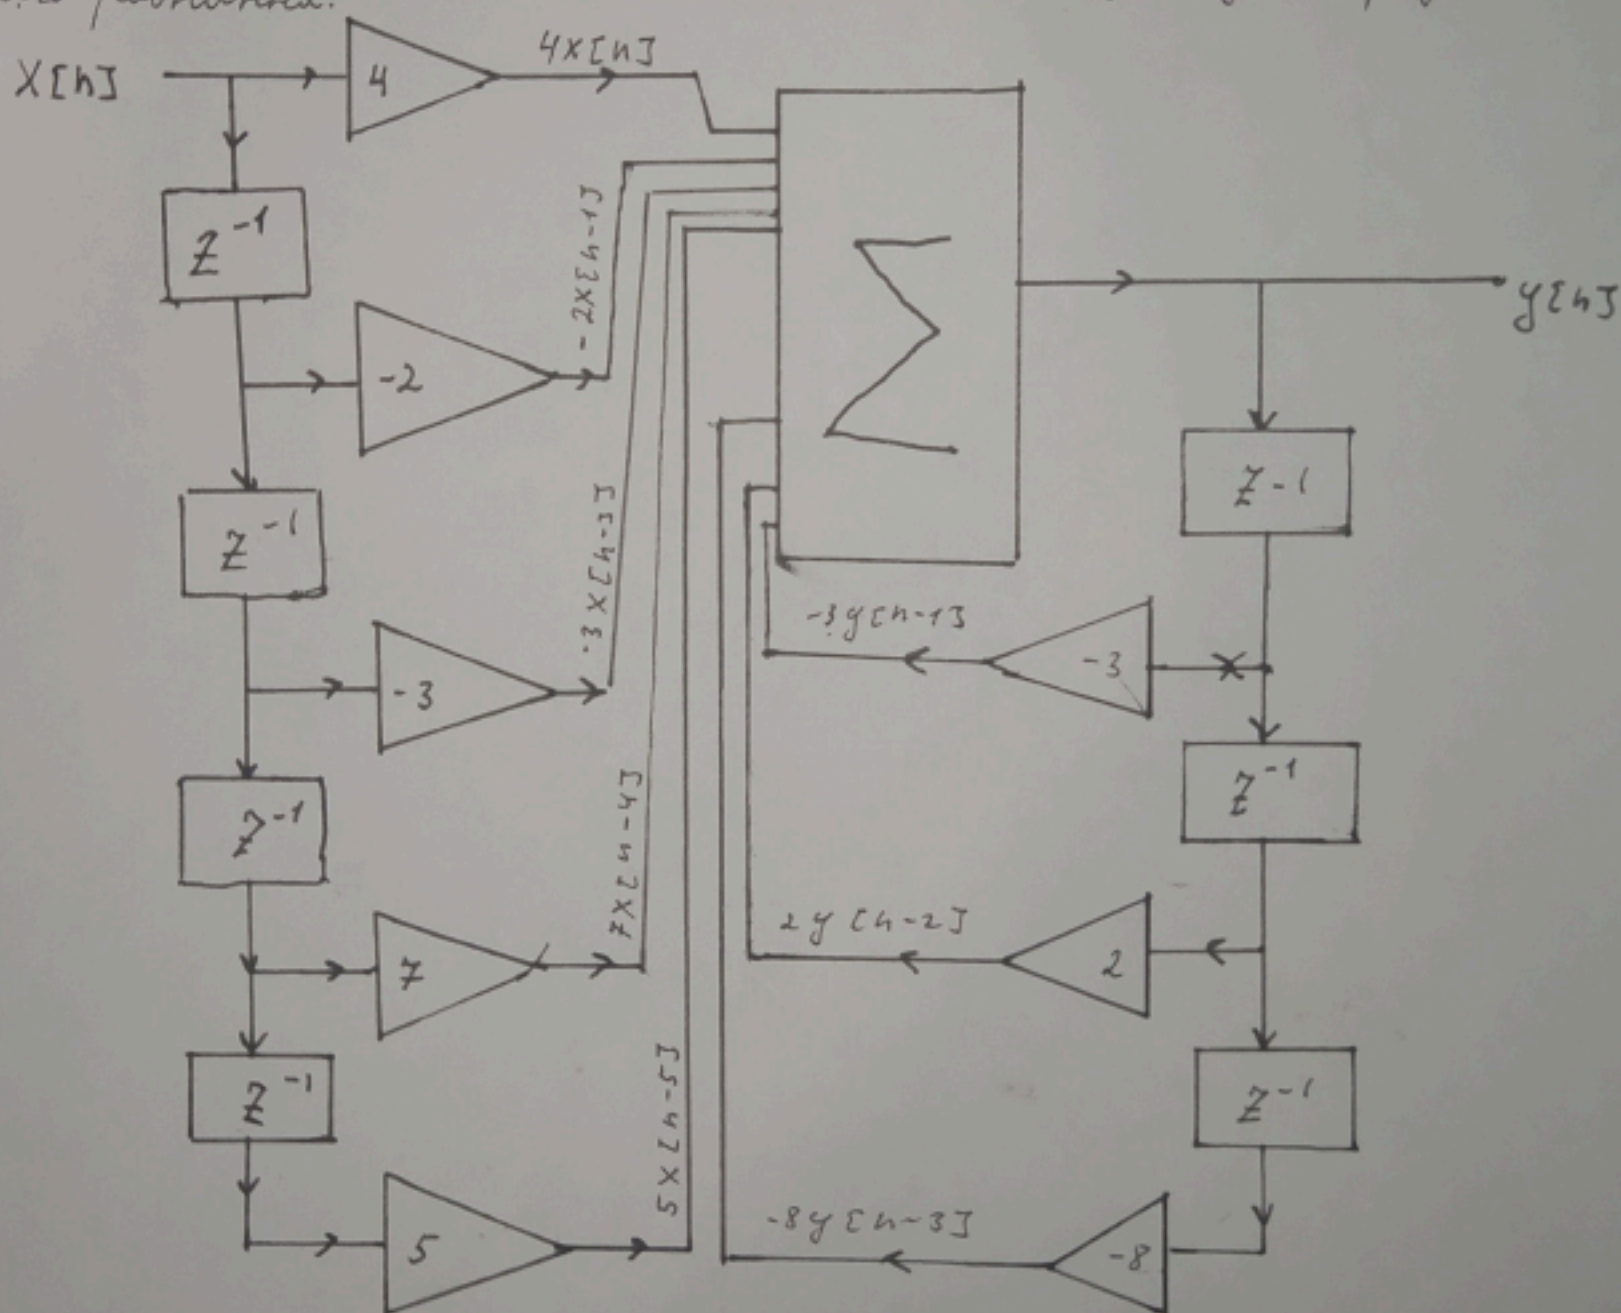 X[n]
4
4X[n]
Z⁻¹
-2
-2X[n-1]
Z⁻¹
-3
-3X[n-3]
Z⁻¹
7
7X[n-4]
Z⁻¹
5
5X[n-5]
Σ
y[n]
Z-1
-3
-3y[n-1]
Z⁻¹
2
2y[n-2]
Z⁻¹
-8
-8y[n-3]